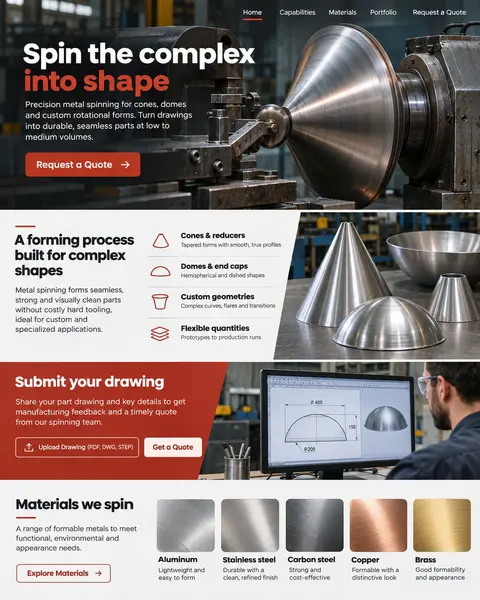 Home Capabilities Materials Portfolio Request a Quote
Spin the complex
into shape
Precision metal spinning for cones, domes
and custom rotational forms. Turn drawings
into durable, seamless parts at low to
medium volumes.
Request a Quote →
A forming process
built for complex
shapes
Metal spinning forms seamless,
strong and visually clean parts
without costly hard tooling,
ideal for custom and
specialized applications.
Cones & reducers
Tapered forms with smooth, true profiles
Domes & end caps
Hemispherical and dished shapes
Custom geometries
Complex curves, flares and transitions
Flexible quantities
Prototypes to production runs
Submit your drawing
Share your part drawing and key details to get
manufacturing feedback and a timely quote
from our spinning team.
Upload Drawing (PDF, DWG, STEP)
Get a Quote
Ø 400
150
R200
Materials we spin
A range of formable metals to meet
functional, environmental and
appearance needs.
Explore Materials →
Aluminum
Lightweight and
easy to form
Stainless steel
Durable with a
clean, refined finish
Carbon steel
Strong and
cost-effective
Copper
Formable with a
distinctive look
Brass
Good formability
and appearance